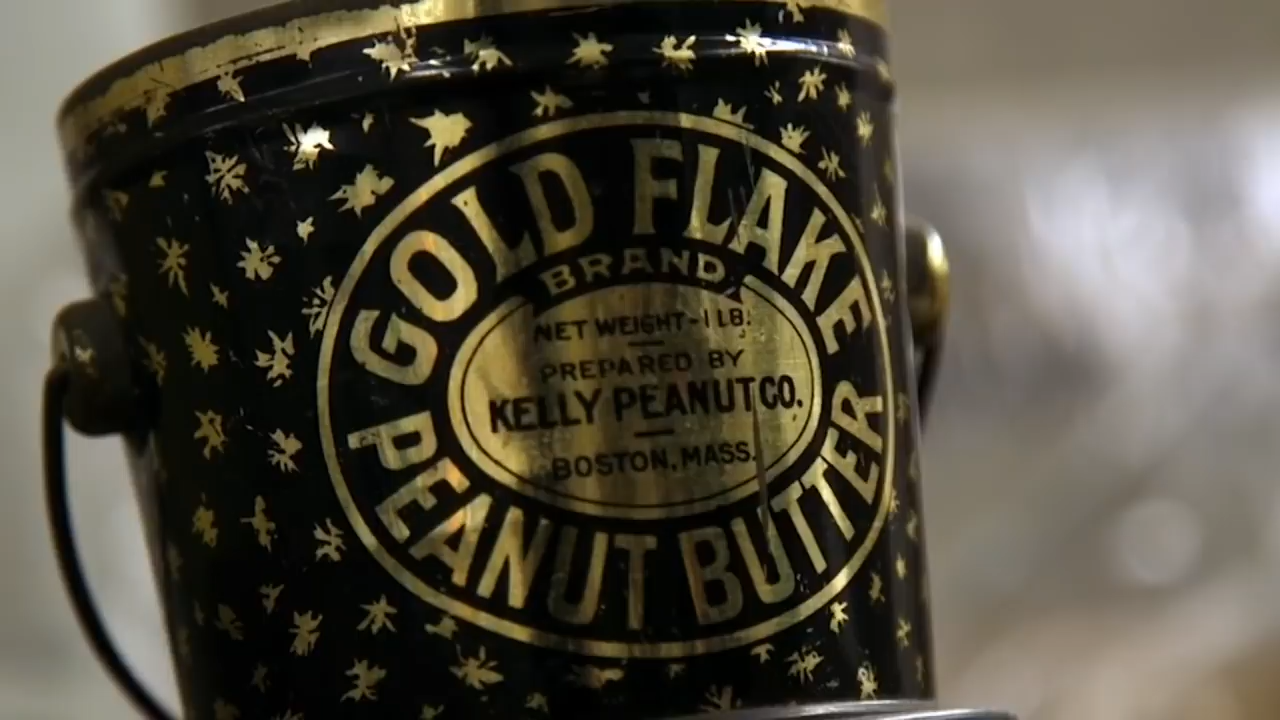 GOLD FLAKE
BRAND
NET WEIGHT-1 LB.
PREPARED BY
KELLY PEANUT CO.
BOSTON, MASS.
PEANUT BUTTER